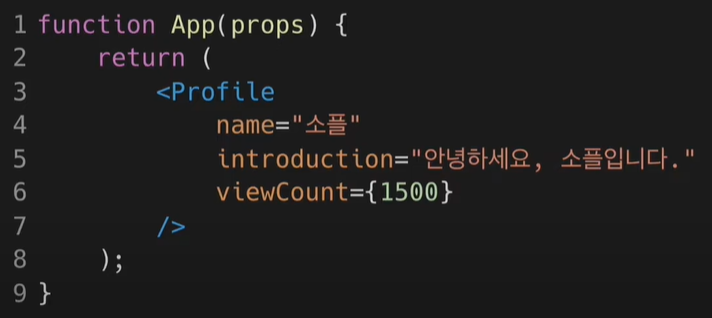 1 function App(props) {
2     return (
3         <Profile
4             name="소플"
5             introduction="안녕하세요, 소플입니다."
6             viewCount={1500}
7         />
8     );
9 }